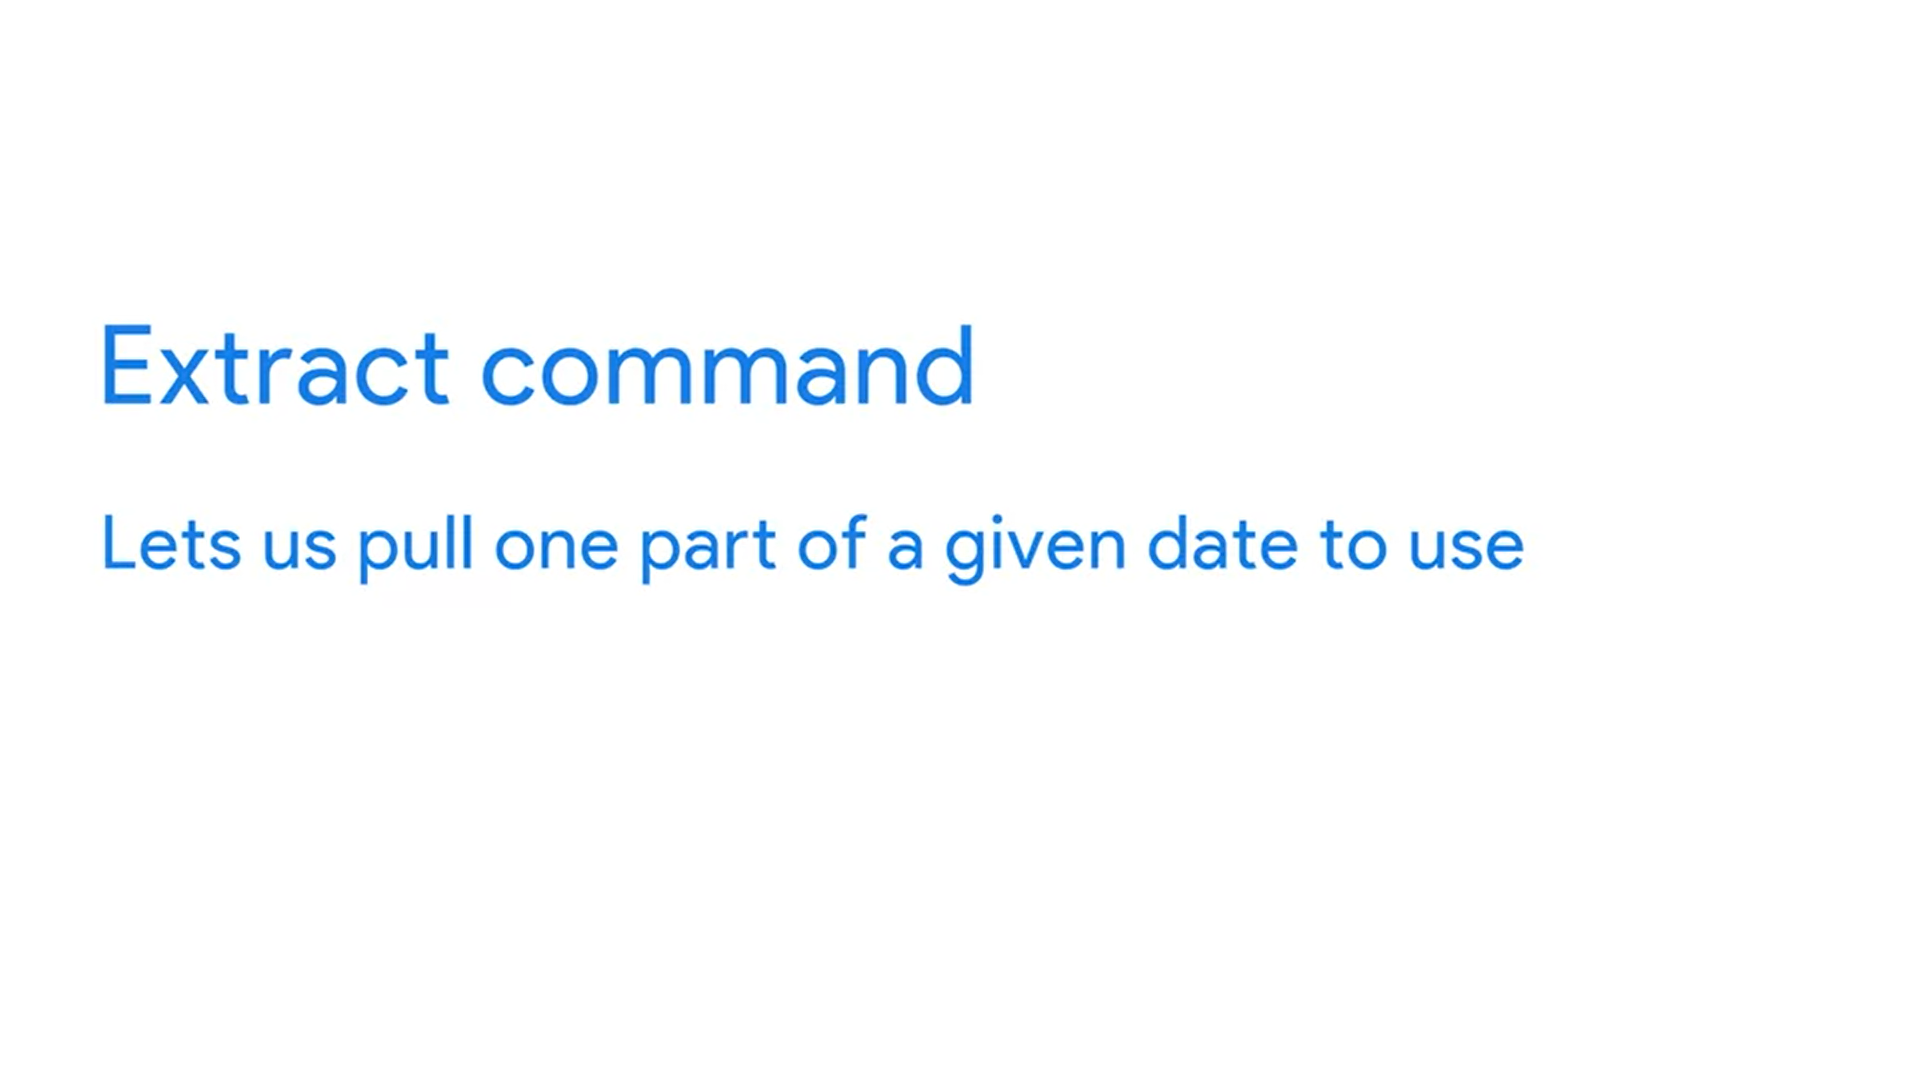 Extract command
Lets us pull one part of a given date to use